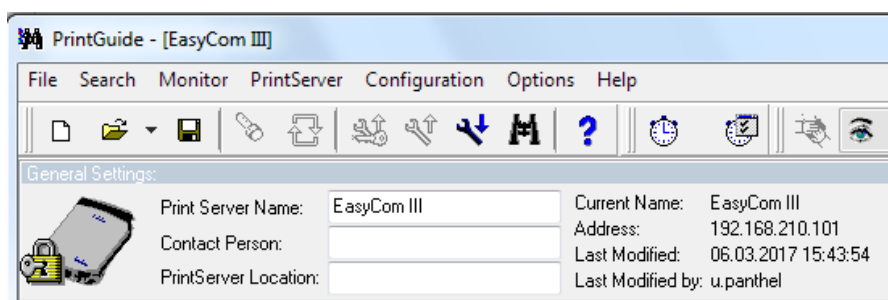 PrintGuide - [EasyCom III]
File Search Monitor PrintServer Configuration Options Help
General Settings:
Print Server Name: EasyCom III Current Name: EasyCom III
Address: 192.168.210.101
Contact Person:
Last Modified: 06.03.2017 15:43:54
PrintServer Location: Last Modified by: u.panthel